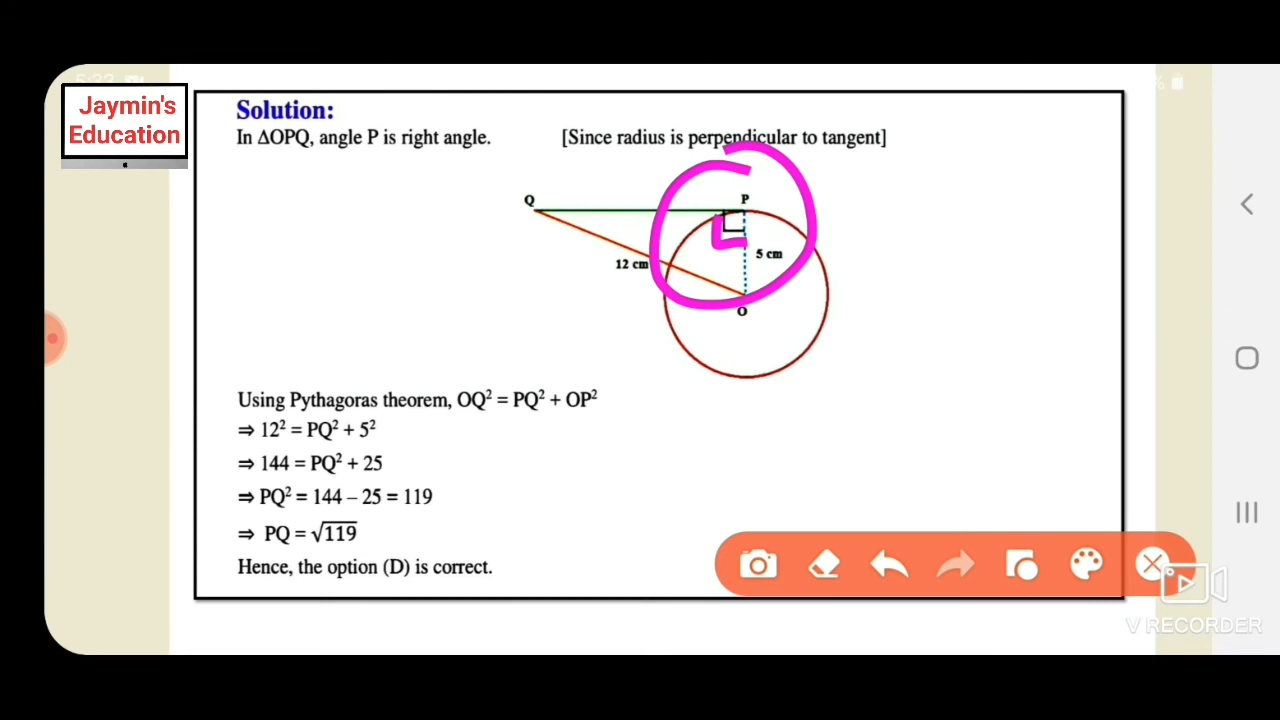 Jaymin's
Education
Solution:
In ΔOPQ, angle P is right angle. [Since radius is perpendicular to tangent]
Q
P
12 cm
5 cm
O
Using Pythagoras theorem, OQ² = PQ² + OP²
⇒ 12² = PQ² + 5²
⇒ 144 = PQ² + 25
⇒ PQ² = 144 – 25 = 119
⇒ PQ = √119
Hence, the option (D) is correct.
V RECORDER